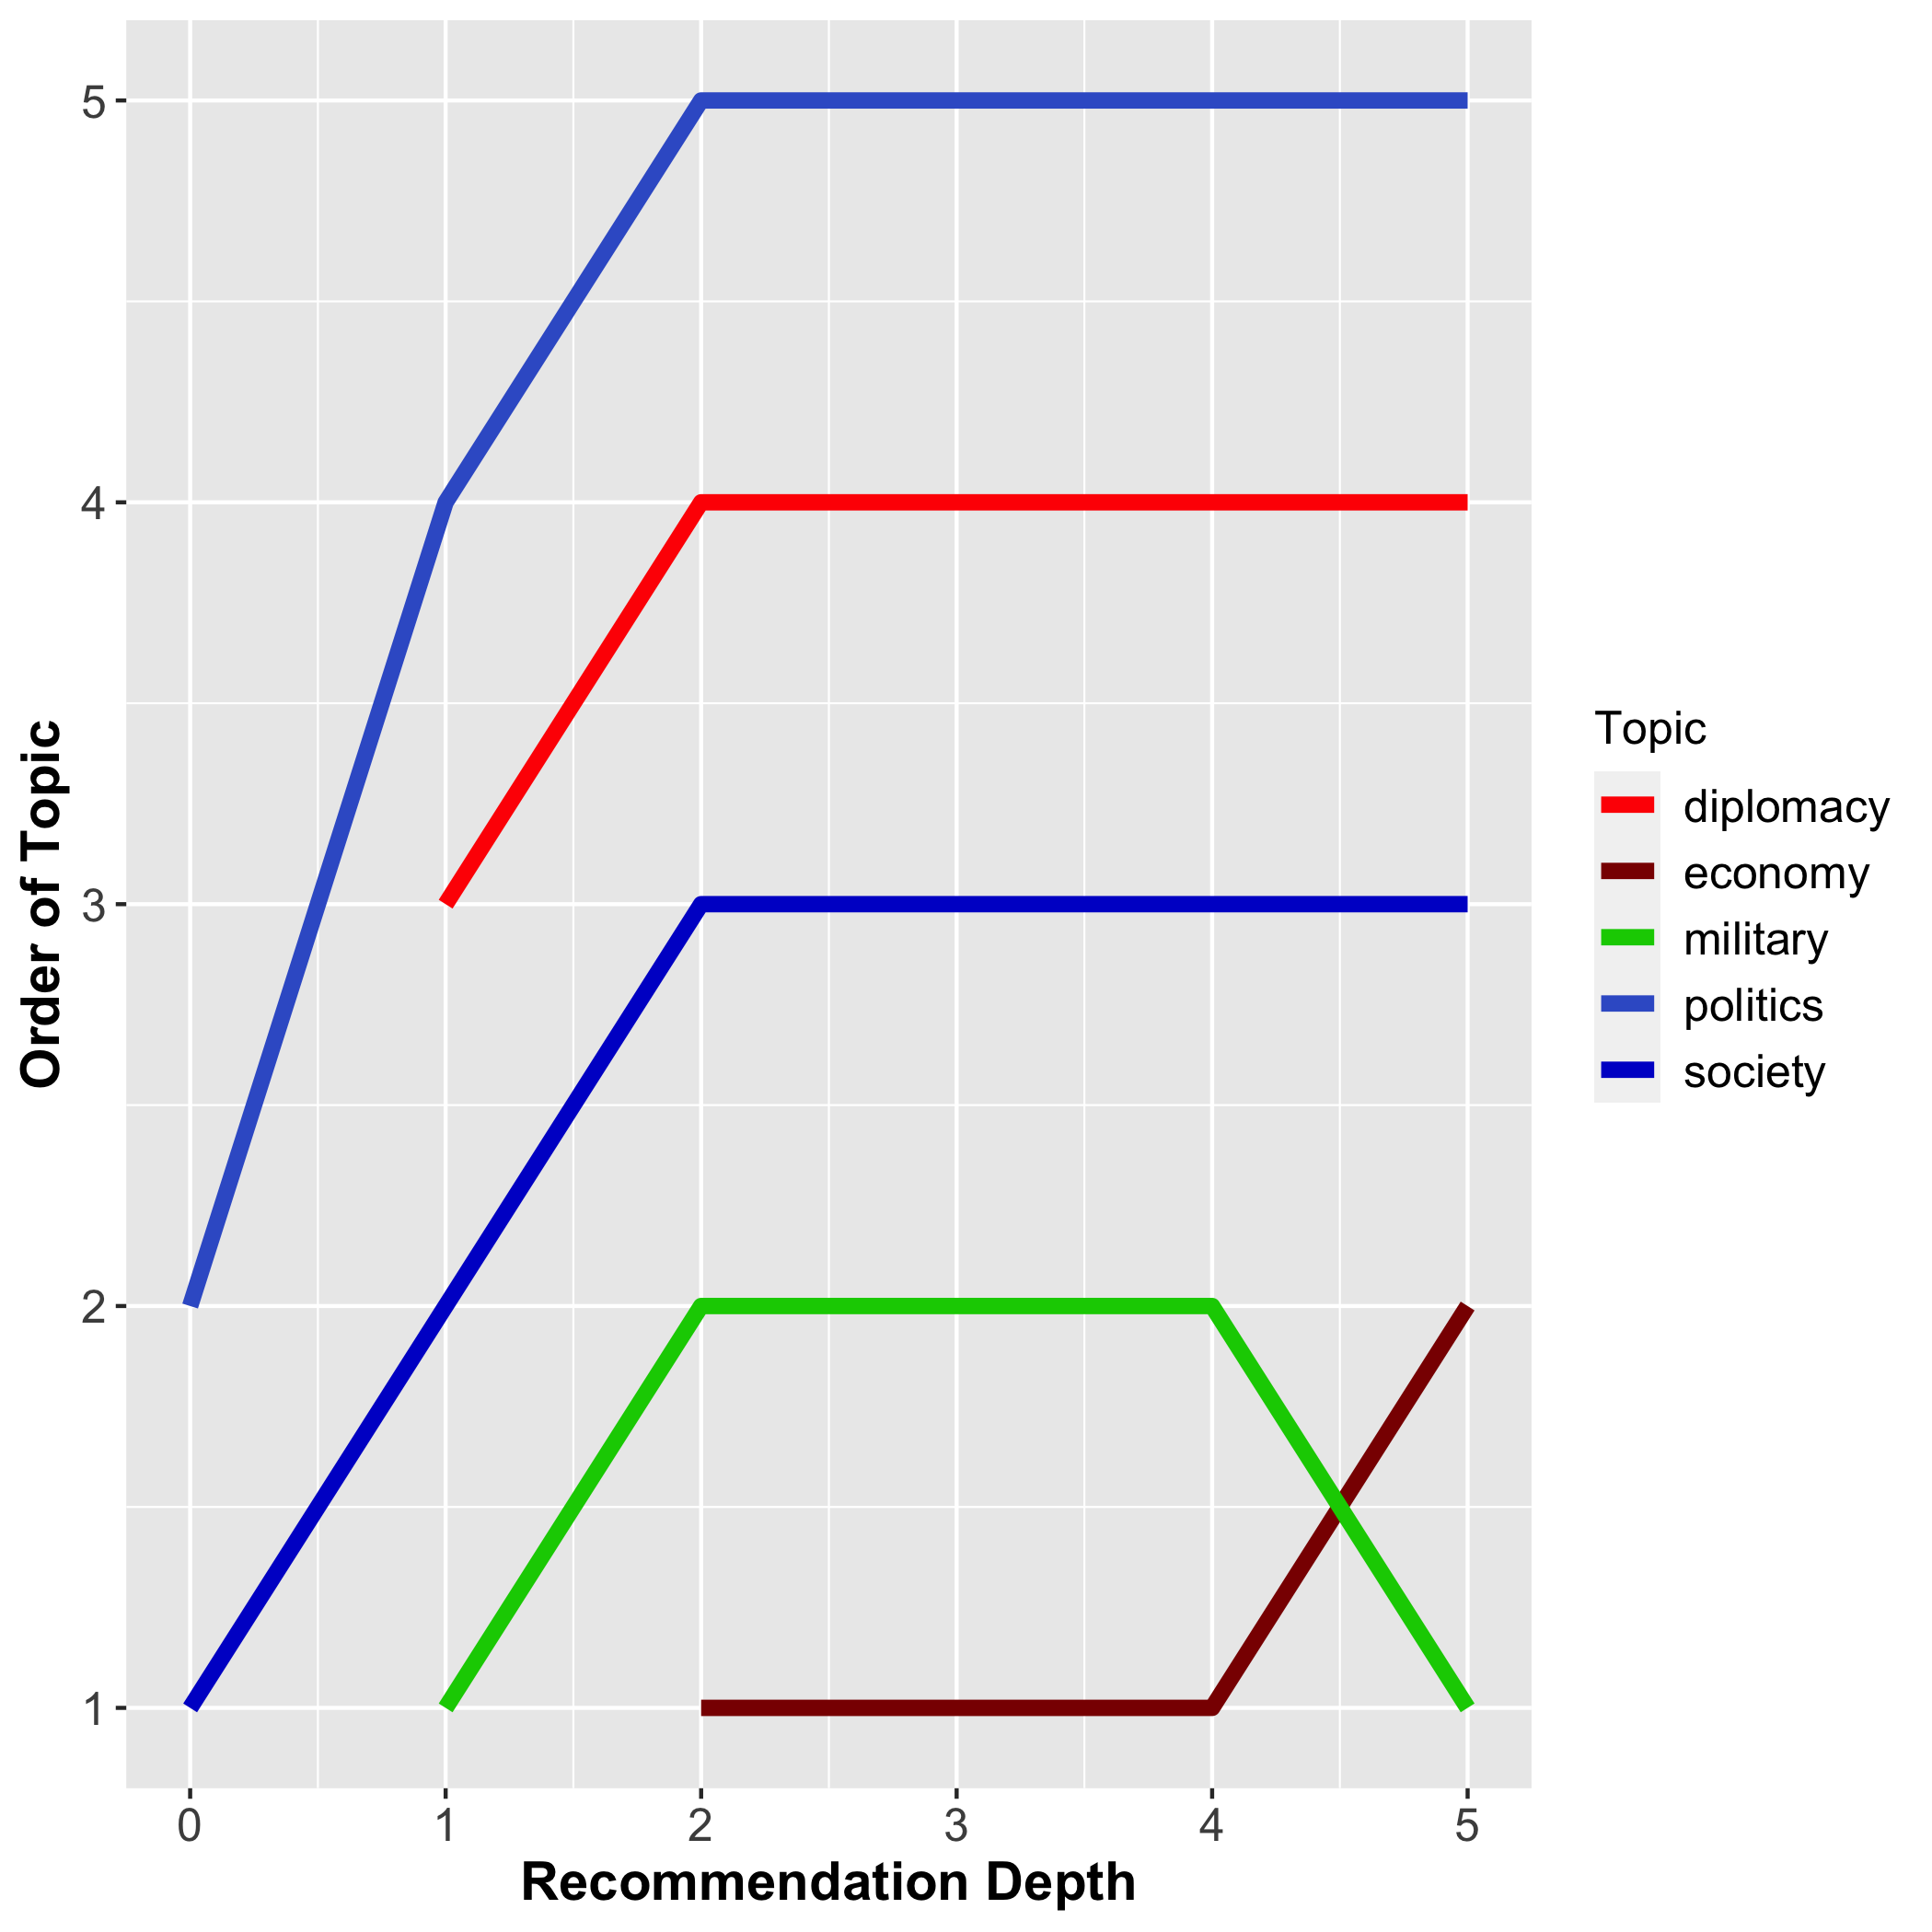 5
4
3
2
1
Order of Topic
0 1 2 3 4 5
Recommendation Depth
Topic
diplomacy
economy
military
politics
society